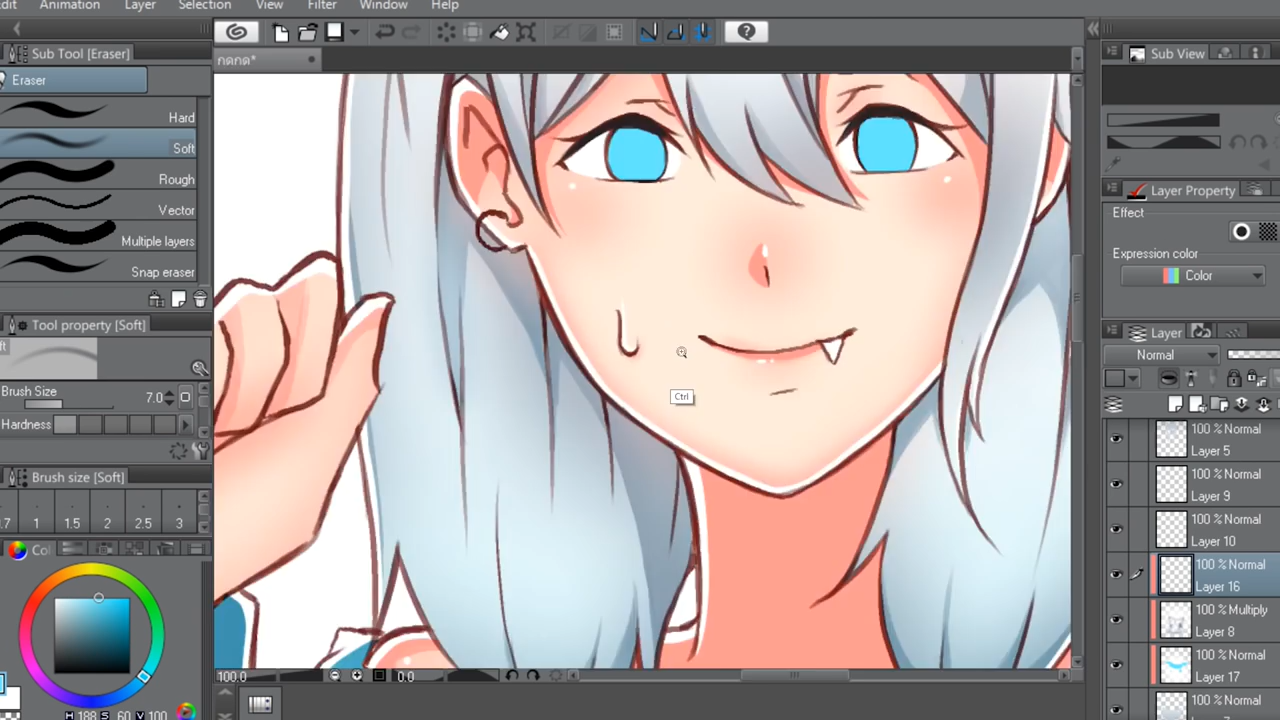 Animation
Layer
Selection
View
Filter
Window
Help
Sub Tool [Eraser]
Eraser
Hard
Soft
Rough
Vector
Multiple layers
Snap eraser
Tool property [Soft]
Brush Size
7.0
Hardness
Brush size [Soft]
1
1.5
2
2.5
3
กดกด*
Ctrl
100.0
0.0
H 188 S 60 V 100
Sub View
Layer Property
Effect
Expression color
Color
Layer
Normal
100 % Normal
Layer 5
100 % Normal
Layer 9
100 % Normal
Layer 10
100 % Normal
Layer 16
100 % Multiply
Layer 8
100 % Normal
Layer 17
100 % Normal